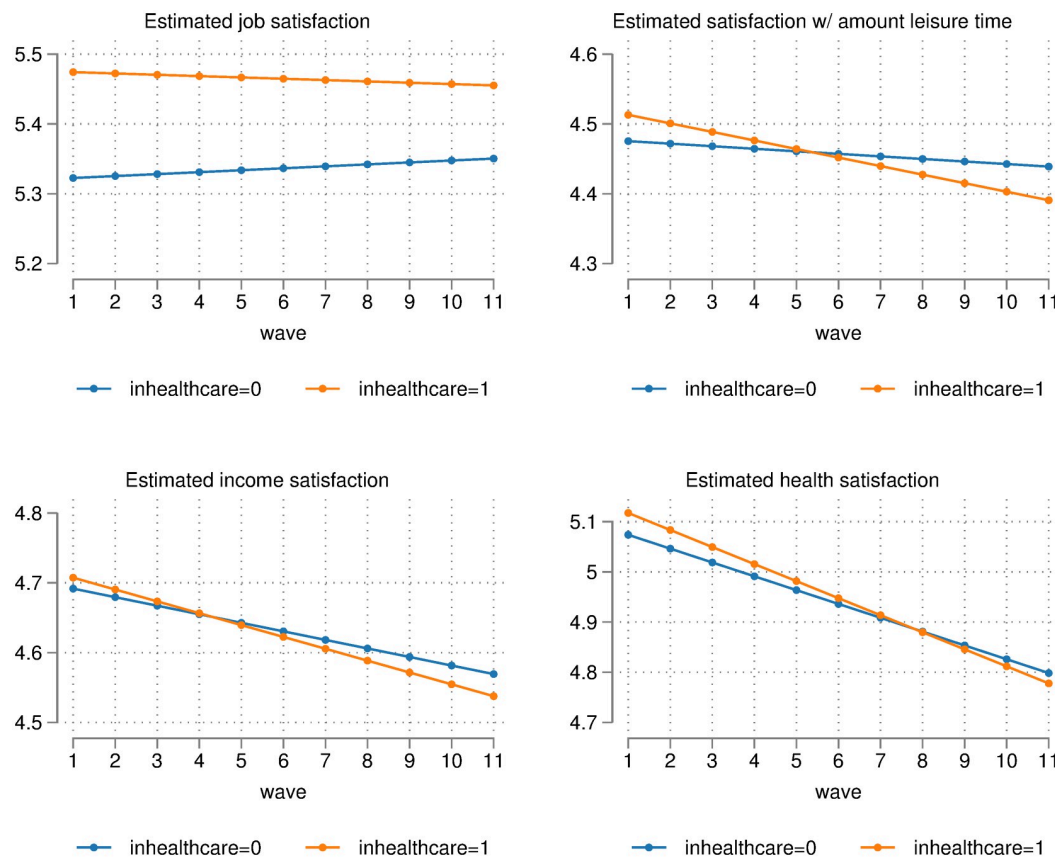 Estimated job satisfaction
5.5
5.4
5.3
5.2
1 2 3 4 5 6 7 8 9 10 11
wave
inhealthcare=0 inhealthcare=1
Estimated satisfaction w/ amount leisure time
4.6
4.5
4.4
4.3
1 2 3 4 5 6 7 8 9 10 11
wave
inhealthcare=0 inhealthcare=1
Estimated income satisfaction
4.8
4.7
4.6
4.5
1 2 3 4 5 6 7 8 9 10 11
wave
inhealthcare=0 inhealthcare=1
Estimated health satisfaction
5.1
5
4.9
4.8
4.7
1 2 3 4 5 6 7 8 9 10 11
wave
inhealthcare=0 inhealthcare=1